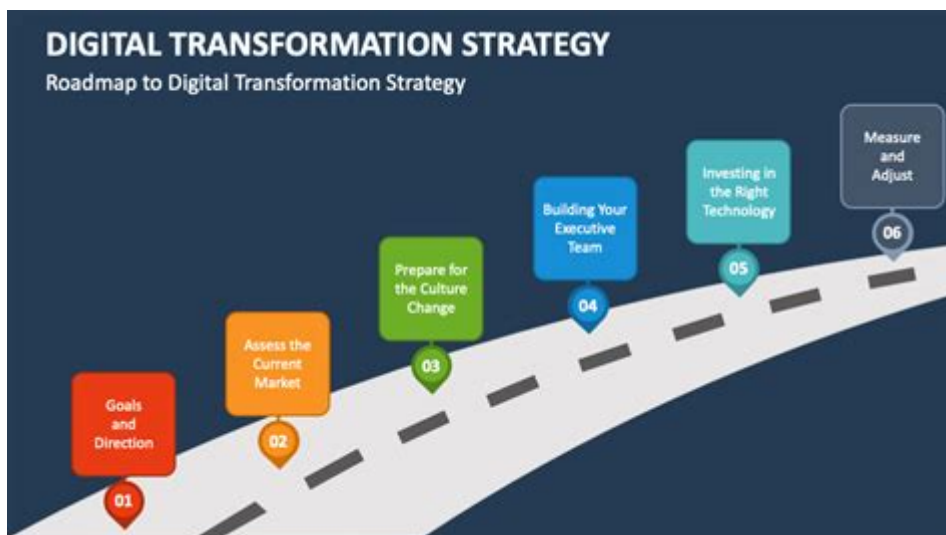 DIGITAL TRANSFORMATION STRATEGY
Roadmap to Digital Transformation Strategy
Goals
and
Direction
01
Assess the
Current
Market
02
Prepare for
the Culture
Change
03
Building Your
Executive
Team
04
Investing in
the Right
Technology
05
Measure
and
Adjust
06